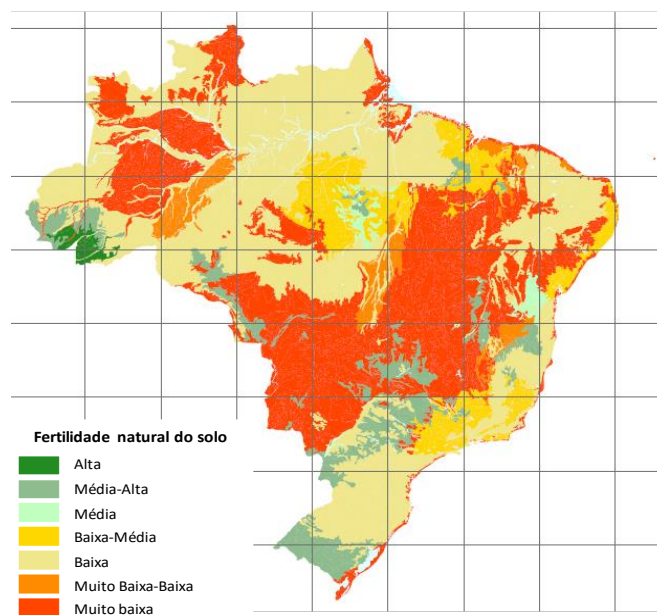 Fertilidade natural do solo
Alta
Média-Alta
Média
Baixa-Média
Baixa
Muito Baixa-Baixa
Muito baixa